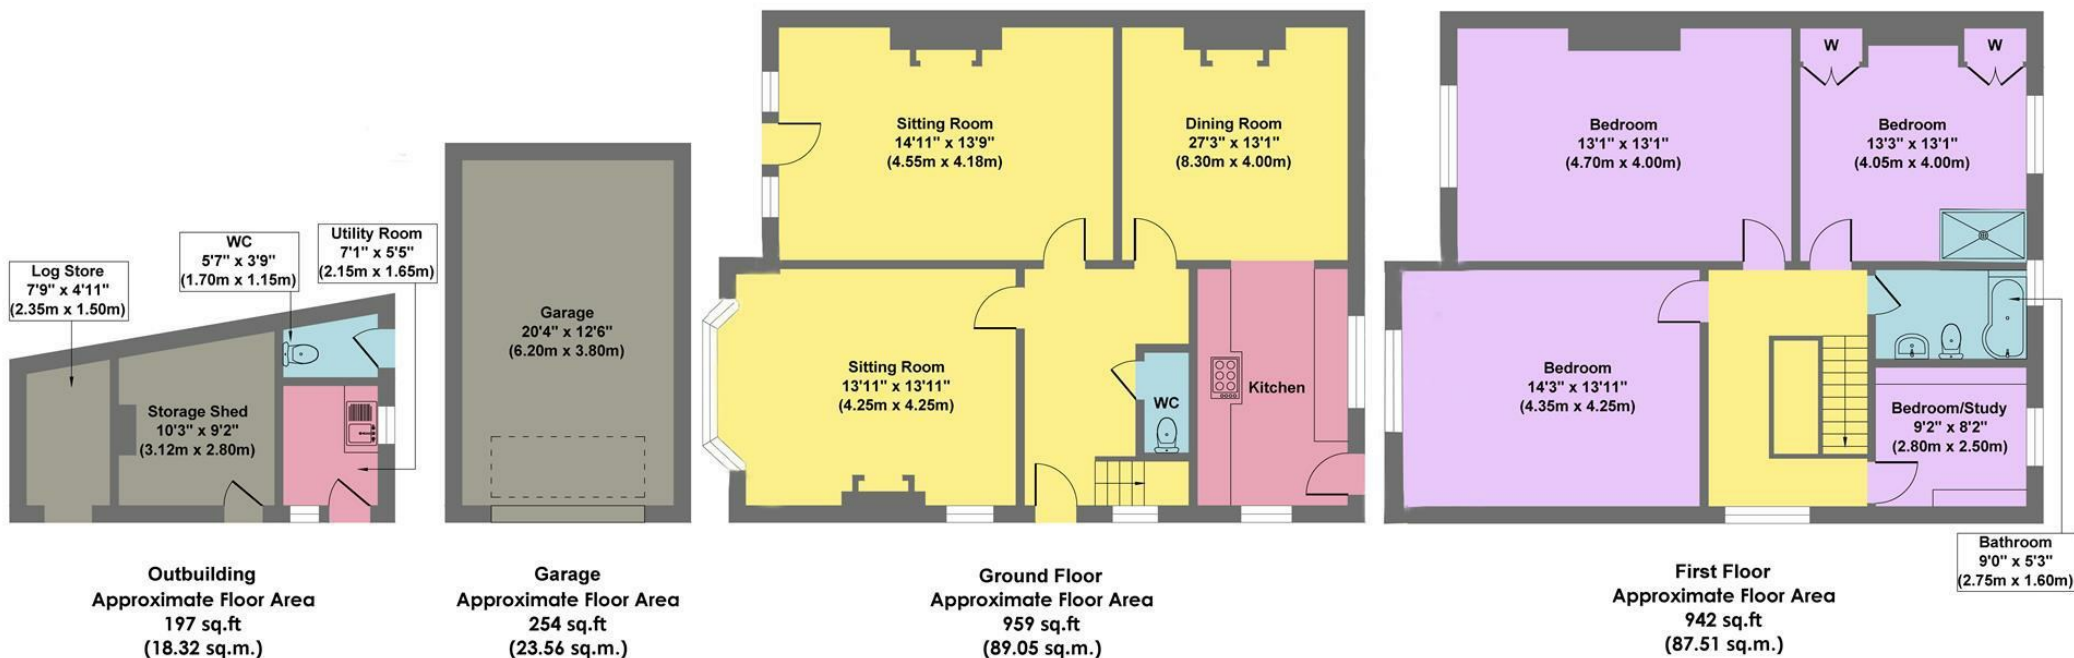 Log Store
7'9" x 4'11"
(2.35m x 1.50m)
WC
5'7" x 3'9"
(1.70m x 1.15m)
Utility Room
7'1" x 5'5"
(2.15m x 1.65m)
Storage Shed
10'3" x 9'2"
(3.12m x 2.80m)
Outbuilding
Approximate Floor Area
197 sq.ft
(18.32 sq.m.)
Garage
20'4" x 12'6"
(6.20m x 3.80m)
Garage
Approximate Floor Area
254 sq.ft
(23.56 sq.m.)
Sitting Room
14'11" x 13'9"
(4.55m x 4.18m)
Dining Room
27'3" x 13'1"
(8.30m x 4.00m)
Sitting Room
13'11" x 13'11"
(4.25m x 4.25m)
WC
Kitchen
Ground Floor
Approximate Floor Area
959 sq.ft
(89.05 sq.m.)
W
W
Bedroom
13'1" x 13'1"
(4.70m x 4.00m)
Bedroom
13'3" x 13'1"
(4.05m x 4.00m)
Bedroom
14'3" x 13'11"
(4.35m x 4.25m)
Bedroom/Study
9'2" x 8'2"
(2.80m x 2.50m)
Bathroom
9'0" x 5'3"
(2.75m x 1.60m)
First Floor
Approximate Floor Area
942 sq.ft
(87.51 sq.m.)